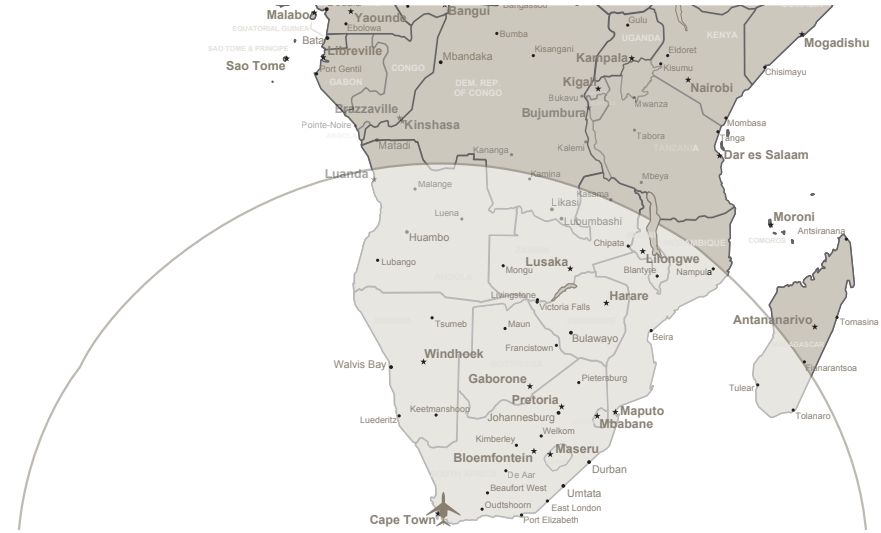 Malabo
Yaounde
Bangui
Bangassou
Gulu
EQUATORIAL GUINEA
Ebolowa
Bumba
UGANDA
KENYA
Bata
Mogadishu
SAO TOME & PRINCIPE
Libreville
Mbandaka
Kisangani
Kampala
Eldoret
Sao Tome
Port Gentil
CONGO
Kisumu
Chisimayu
GABON
DEM. REP.
OF CONGO
Kigali
Nairobi
Bukavu
Mwanza
Brazzaville
Bujumbura
Pointe-Noire
Kinshasa
Mombasa
Tabora
Tanga
Matadi
Kananga
Kalemi
TANZANIA
Dar es Salaam
Luanda
Kamina
Mbeya
Malange
Kasama
Likasi
Luena
Lubumbashi
Moroni
Huambo
Antsiranana
Chipata
MOZAMBIQUE
COMOROS
Lubango
Lusaka
Lilongwe
Mongu
Blantyre
Nampula
Livingstone
Harare
Victoria Falls
Tsumeb
Maun
Antananarivo
Tomasina
Bulawayo
Beira
Francistown
MADAGASCAR
Windhoek
Walvis Bay
Fianarantsoa
Gaborone
Pietersburg
Tulear
Pretoria
Keetmanshoop
Maputo
Luederitz
Johannesburg
Mbabane
Tolanaro
Welkom
Kimberley
Maseru
Bloemfontein
Durban
De Aar
SOUTH AFRICA
Beaufort West
Umtata
Oudtshoorn
East London
Cape Town
Port Elizabeth